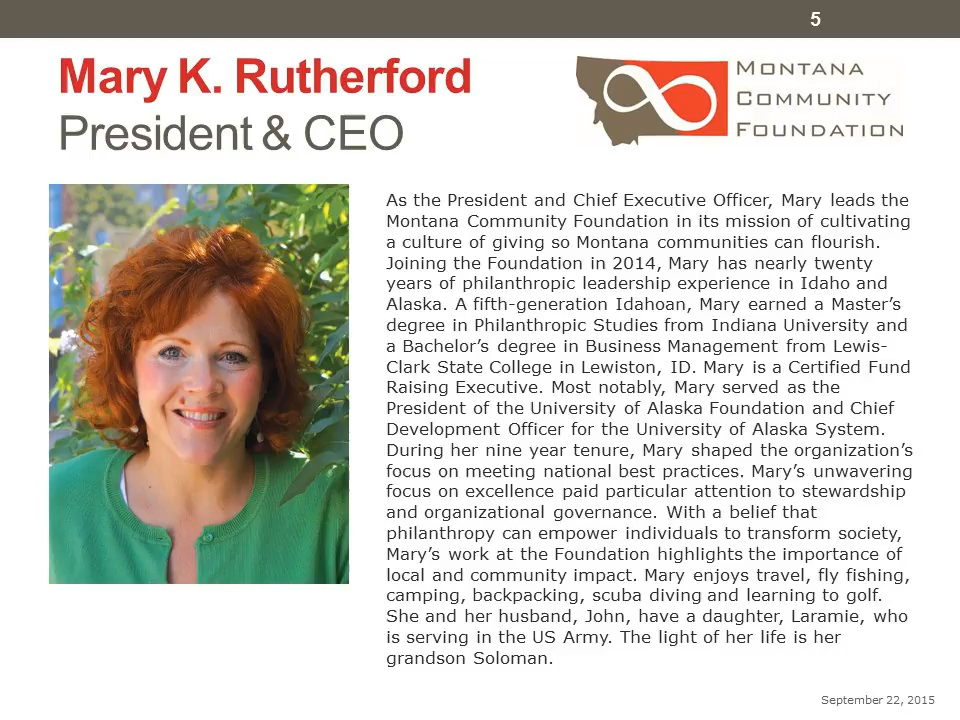 5
Mary K. Rutherford
President & CEO
MONTANA
COMMUNITY
FOUNDATION
As the President and Chief Executive Officer, Mary leads the
Montana Community Foundation in its mission of cultivating
a culture of giving so Montana communities can flourish.
Joining the Foundation in 2014, Mary has nearly twenty
years of philanthropic leadership experience in Idaho and
Alaska. A fifth-generation Idahoan, Mary earned a Master’s
degree in Philanthropic Studies from Indiana University and
a Bachelor’s degree in Business Management from Lewis-
Clark State College in Lewiston, ID. Mary is a Certified Fund
Raising Executive. Most notably, Mary served as the
President of the University of Alaska Foundation and Chief
Development Officer for the University of Alaska System.
During her nine year tenure, Mary shaped the organization’s
focus on meeting national best practices. Mary’s unwavering
focus on excellence paid particular attention to stewardship
and organizational governance. With a belief that
philanthropy can empower individuals to transform society,
Mary’s work at the Foundation highlights the importance of
local and community impact. Mary enjoys travel, fly fishing,
camping, backpacking, scuba diving and learning to golf.
She and her husband, John, have a daughter, Laramie, who
is serving in the US Army. The light of her life is her
grandson Soloman.
September 22, 2015